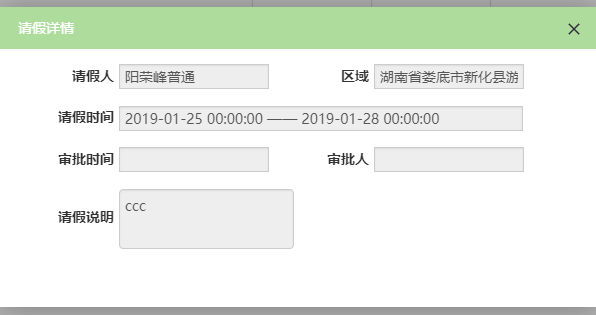 请假详情
请假人 阳荣峰普通 区域 湖南省娄底市新化县游
请假时间 2019-01-25 00:00:00 —— 2019-01-28 00:00:00
审批时间 审批人
请假说明 ccc